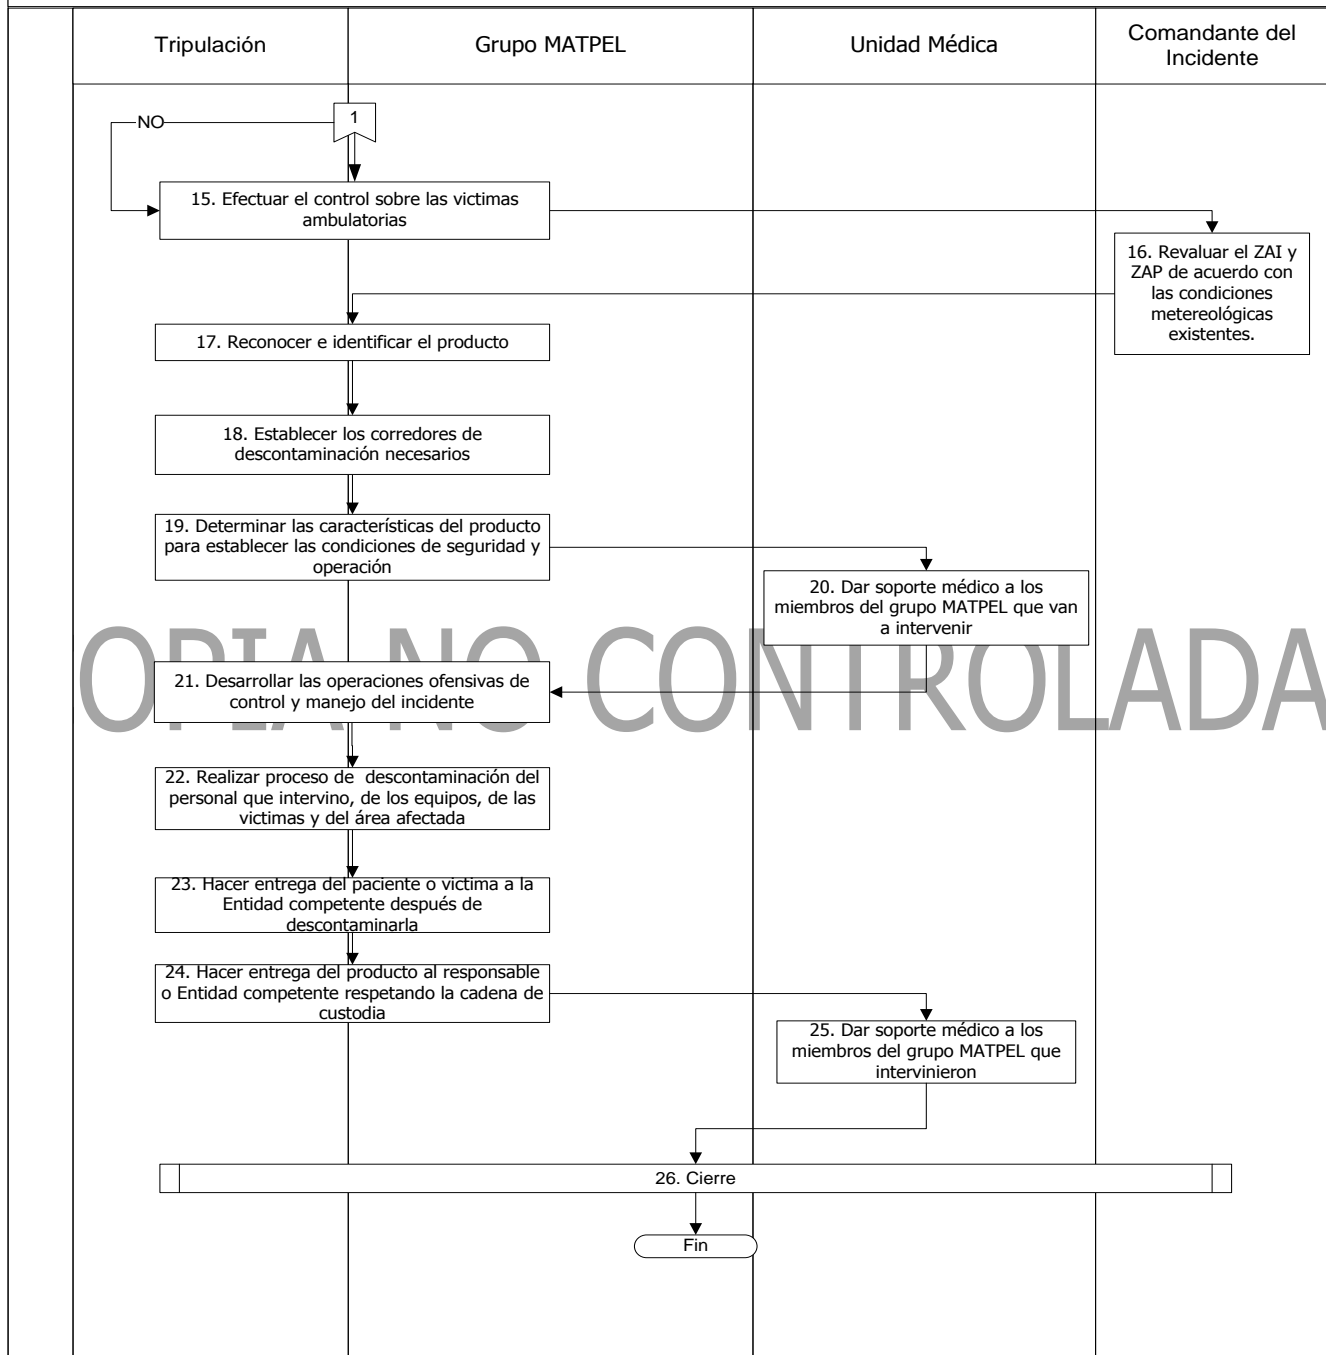 Tripulación
Grupo MATPEL
Unidad Médica
Comandante del
Incidente
NO
1
15. Efectuar el control sobre las victimas
ambulatorias
16. Revaluar el ZAI y
ZAP de acuerdo con
las condiciones
metereológicas
existentes.
17. Reconocer e identificar el producto
18. Establecer los corredores de
descontaminación necesarios
19. Determinar las características del producto
para establecer las condiciones de seguridad y
operación
20. Dar soporte médico a los
miembros del grupo MATPEL que van
a intervenir
OPIA NO CONTROLADA
21. Desarrollar las operaciones ofensivas de
control y manejo del incidente
22. Realizar proceso de  descontaminación del
personal que intervino, de los equipos, de las
victimas y del área afectada
23. Hacer entrega del paciente o victima a la
Entidad competente después de
descontaminarla
24. Hacer entrega del producto al responsable
o Entidad competente respetando la cadena de
custodia
25. Dar soporte médico a los
miembros del grupo MATPEL que
intervinieron
26. Cierre
Fin